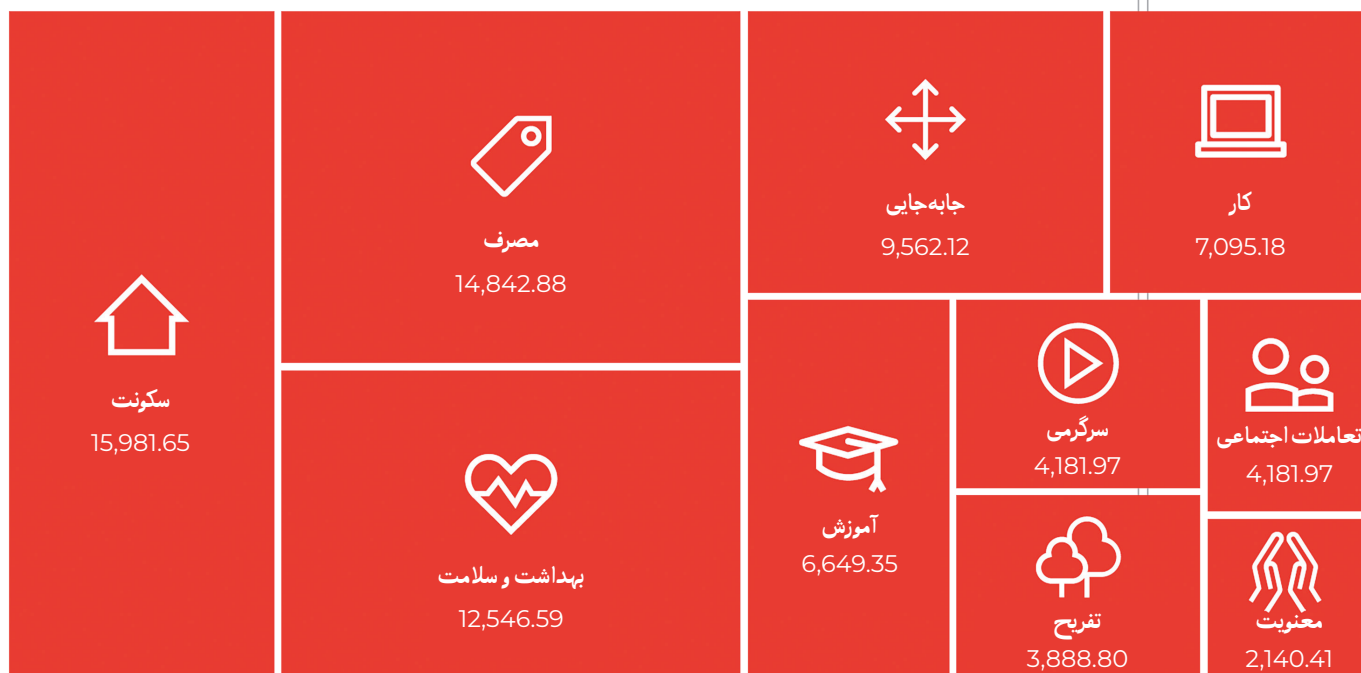 سکونت
15,981.65
مصرف
14,842.88
بهداشت و سلامت
12,546.59
جابه‌جایی
9,562.12
کار
7,095.18
آموزش
6,649.35
سرگرمی
4,181.97
تعاملات اجتماعی
4,181.97
تفریح
3,888.80
معنویت
2,140.41